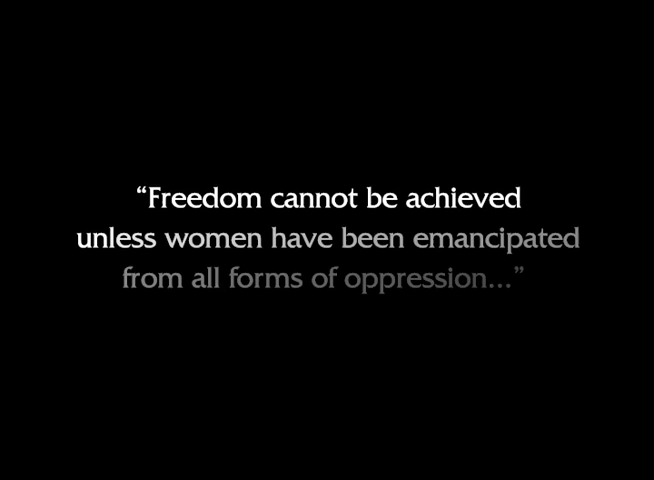 “Freedom cannot be achieved
unless women have been emancipated
from all forms of oppression...”